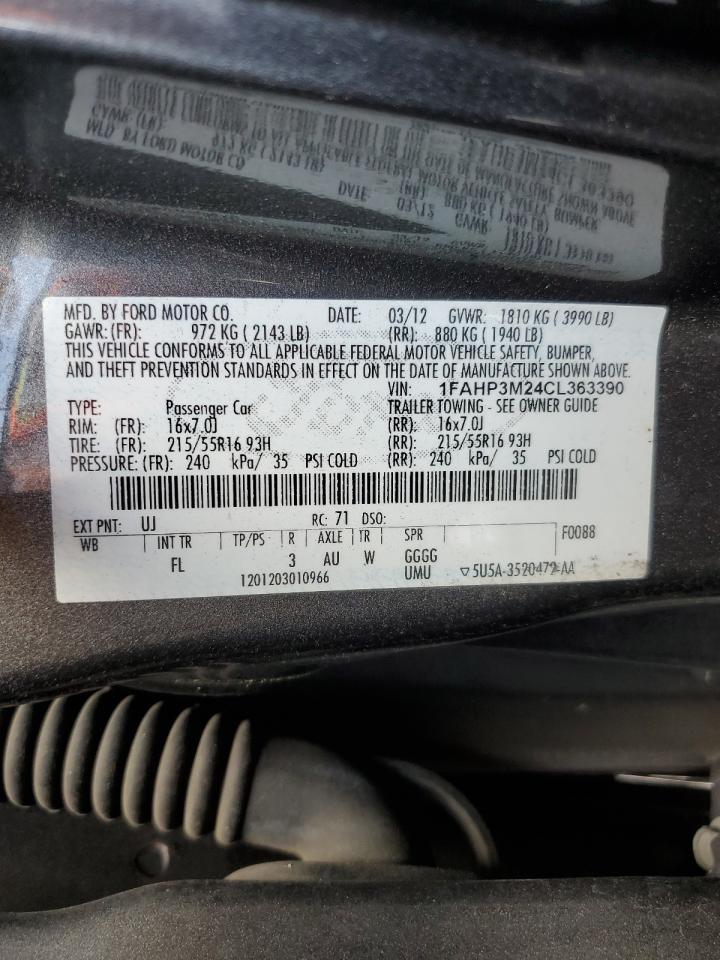 MFD. BY FORD MOTOR CO. DATE: 03/12 GVWR: 1810 KG ( 3990 LB)
GAWR: (FR): 972 KG ( 2143 LB) (RR): 880 KG ( 1940 LB)
THIS VEHICLE CONFORMS TO ALL APPLICABLE FEDERAL MOTOR VEHICLE SAFETY, BUMPER,
AND THEFT PREVENTION STANDARDS IN EFFECT ON THE DATE OF MANUFACTURE SHOWN ABOVE.
VIN: 1FAHP3M24CL363390
TYPE: Passenger Car TRAILER TOWING - SEE OWNER GUIDE
RIM: (FR): 16x7.0J (RR): 16x7.0J
TIRE: (FR): 215/55R16 93H (RR): 215/55R16 93H
PRESSURE: (FR): 240 kPa/ 35 PSI COLD (RR): 240 kPa/ 35 PSI COLD
EXT PNT: UJ RC: 71 DSO: F0088
WB INT TR TP/PS R AXLE TR SPR
FL 3 AU W GGGG
1201203010966 UMU ▽5U5A-3520472-AA